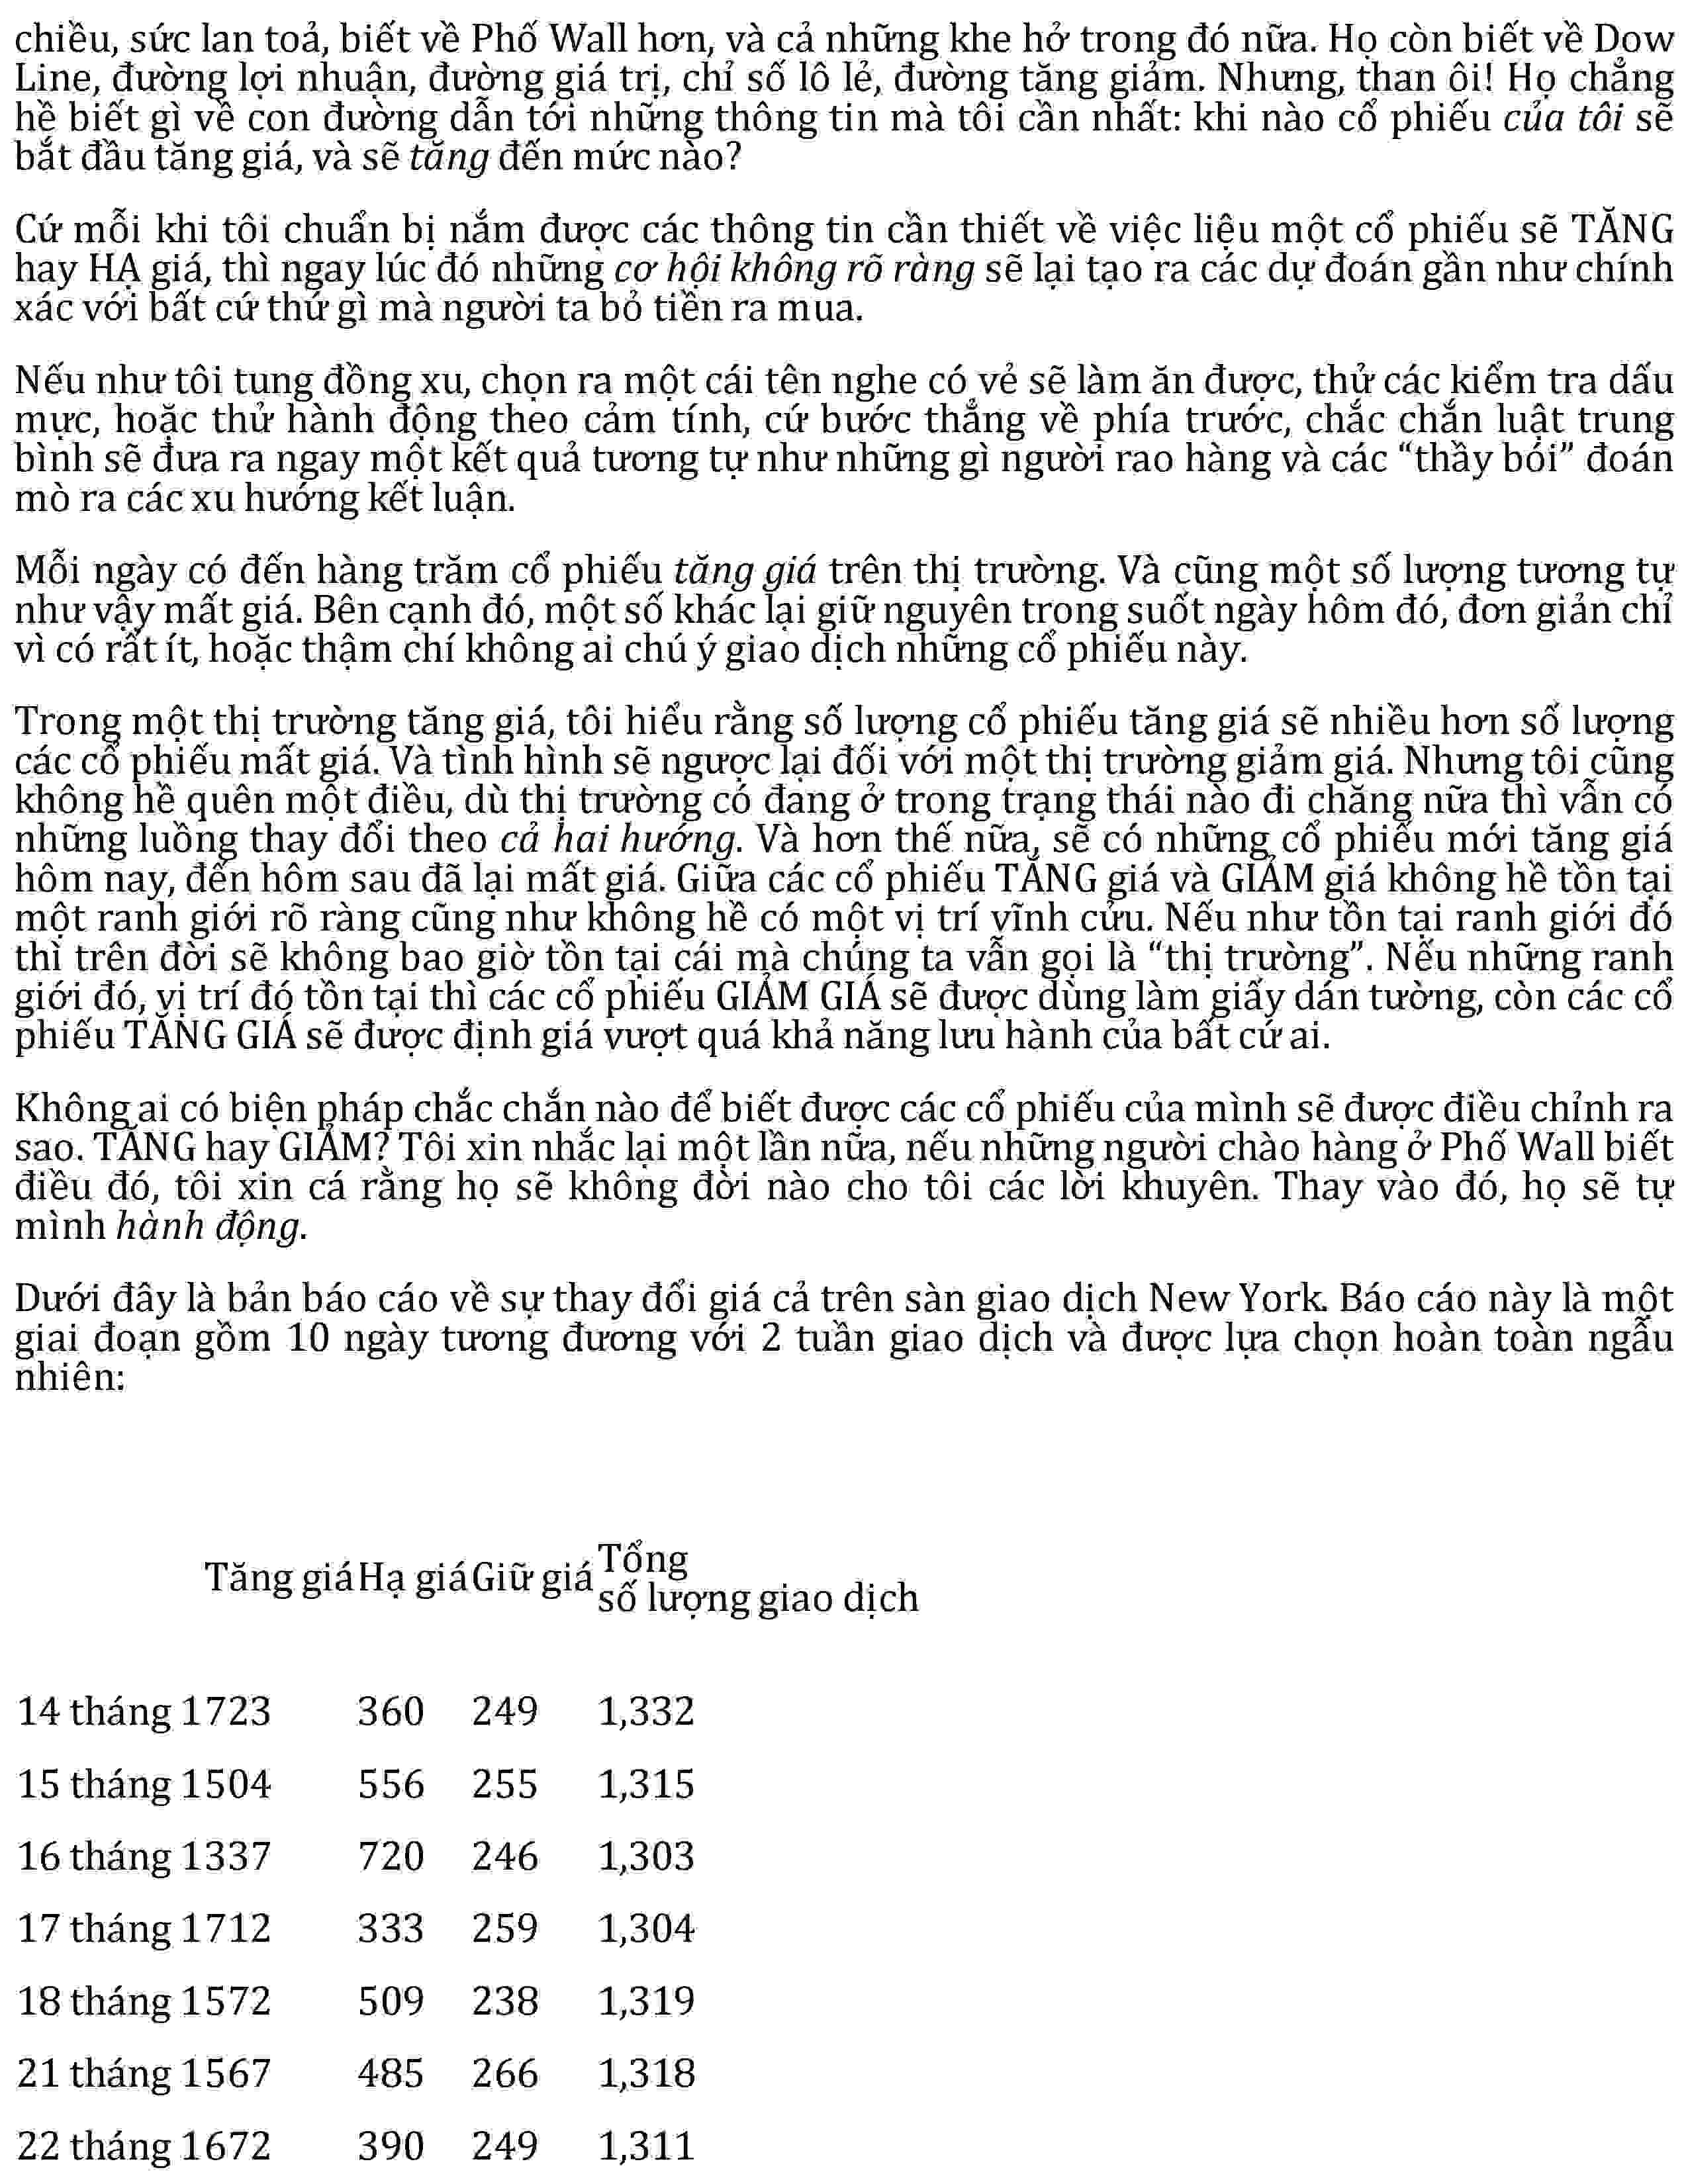 chiều, sức lan toả, biết về Phố Wall hơn, và cả những khe hở trong đó nữa. Họ còn biết về Dow
Line, đường lợi nhuận, đường giá trị, chỉ số lô lẻ, đường tăng giảm. Nhưng, than ôi! Họ chẳng
hề biết gì về con đường dẫn tới những thông tin mà tôi cần nhất: khi nào cổ phiếu của tôi sẽ
bắt đầu tăng giá, và sẽ tăng đến mức nào?
Cứ mỗi khi tôi chuẩn bị nắm được các thông tin cần thiết về việc liệu một cổ phiếu sẽ TĂNG
hay HẠ giá, thì ngay lúc đó những cơ hội không rõ ràng sẽ lại tạo ra các dự đoán gần như chính
xác với bất cứ thứ gì mà người ta bỏ tiền ra mua.
Nếu như tôi tung đồng xu, chọn ra một cái tên nghe có vẻ sẽ làm ăn được, thử các kiểm tra dấu
mực, hoặc thử hành động theo cảm tính, cứ bước thẳng về phía trước, chắc chắn luật trung
bình sẽ đưa ra ngay một kết quả tương tự như những gì người rao hàng và các “thầy bói” đoán
mò ra các xu hướng kết luận.
Mỗi ngày có đến hàng trăm cổ phiếu tăng giá trên thị trường. Và cũng một số lượng tương tự
như vậy mất giá. Bên cạnh đó, một số khác lại giữ nguyên trong suốt ngày hôm đó, đơn giản chỉ
vì có rất ít, hoặc thậm chí không ai chú ý giao dịch những cổ phiếu này.
Trong một thị trường tăng giá, tôi hiểu rằng số lượng cổ phiếu tăng giá sẽ nhiều hơn số lượng
các cổ phiếu mất giá. Và tình hình sẽ ngược lại đối với một thị trường giảm giá. Nhưng tôi cũng
không hề quên một điều, dù thị trường có đang ở trong trạng thái nào đi chăng nữa thì vẫn có
những luồng thay đổi theo cả hai hướng. Và hơn thế nữa, sẽ có những cổ phiếu mới tăng giá
hôm nay, đến hôm sau đã lại mất giá. Giữa các cổ phiếu TĂNG giá và GIẢM giá không hề tồn tại
một ranh giới rõ ràng cũng như không hề có một vị trí vĩnh cửu. Nếu như tồn tại ranh giới đó
thì trên đời sẽ không bao giờ tồn tại cái mà chúng ta vẫn gọi là “thị trường”. Nếu những ranh
giới đó, vị trí đó tồn tại thì các cổ phiếu GIẢM GIÁ sẽ được dùng làm giấy dán tường, còn các cổ
phiếu TĂNG GIÁ sẽ được định giá vượt quá khả năng lưu hành của bất cứ ai.
Không ai có biện pháp chắc chắn nào để biết được các cổ phiếu của mình sẽ được điều chỉnh ra
sao. TĂNG hay GIẢM? Tôi xin nhắc lại một lần nữa, nếu những người chào hàng ở Phố Wall biết
điều đó, tôi xin cá rằng họ sẽ không đời nào cho tôi các lời khuyên. Thay vào đó, họ sẽ tự
mình hành động.
Dưới đây là bản báo cáo về sự thay đổi giá cả trên sàn giao dịch New York. Báo cáo này là một
giai đoạn gồm 10 ngày tương đương với 2 tuần giao dịch và được lựa chọn hoàn toàn ngẫu
nhiên:
Tăng giá Hạ giá Giữ giá Tổng
số lượng giao dịch
14 tháng 1 723 360 249 1,332
15 tháng 1 504 556 255 1,315
16 tháng 1 337 720 246 1,303
17 tháng 1 712 333 259 1,304
18 tháng 1 572 509 238 1,319
21 tháng 1 567 485 266 1,318
22 tháng 1 672 390 249 1,311